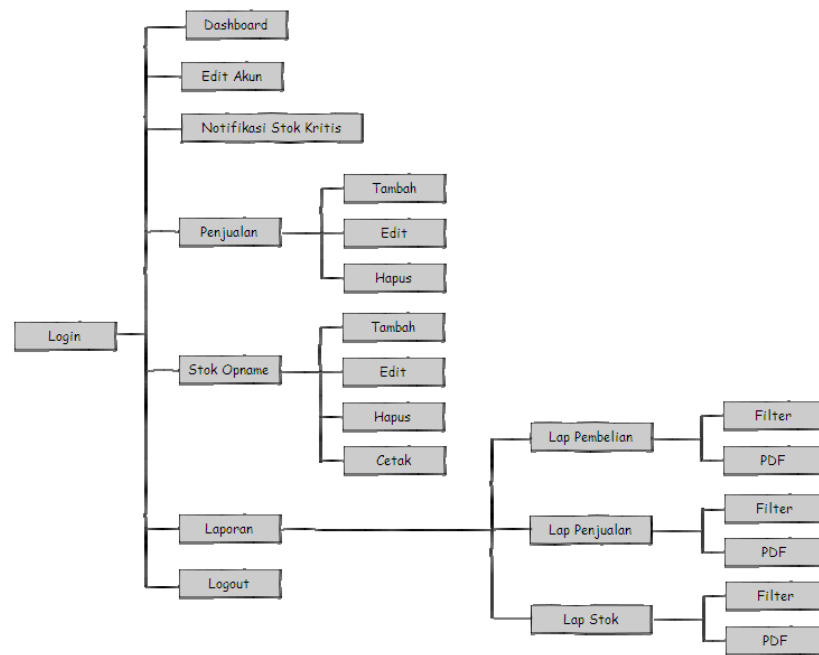 Dashboard
Edit Akun
Notifikasi Stok Kritis
Tambah
Penjualan
Edit
Hapus
Login
Tambah
Stok Opname
Edit
Hapus
Cetak
Laporan
Logout
Lap Pembelian
Filter
PDF
Lap Penjualan
Filter
PDF
Lap Stok
Filter
PDF